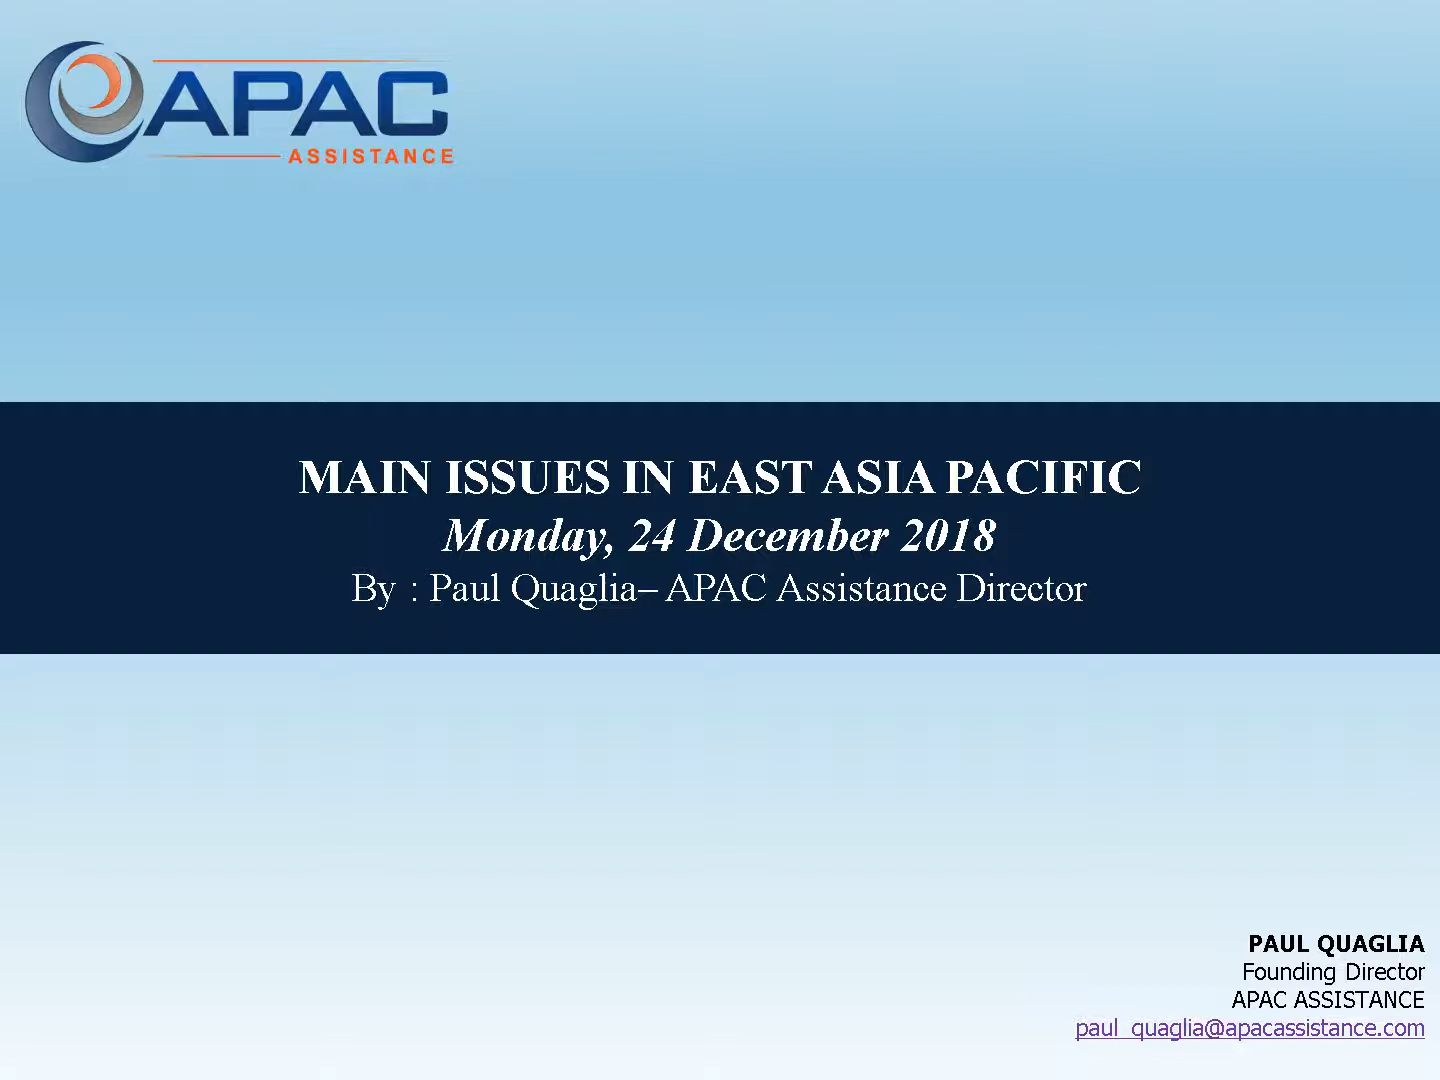 APAC
ASSISTANCE
MAIN ISSUES IN EAST ASIA PACIFIC
Monday, 24 December 2018
By : Paul Quaglia– APAC Assistance Director
PAUL QUAGLIA
Founding Director
APAC ASSISTANCE
paul_quaglia@apacassistance.com